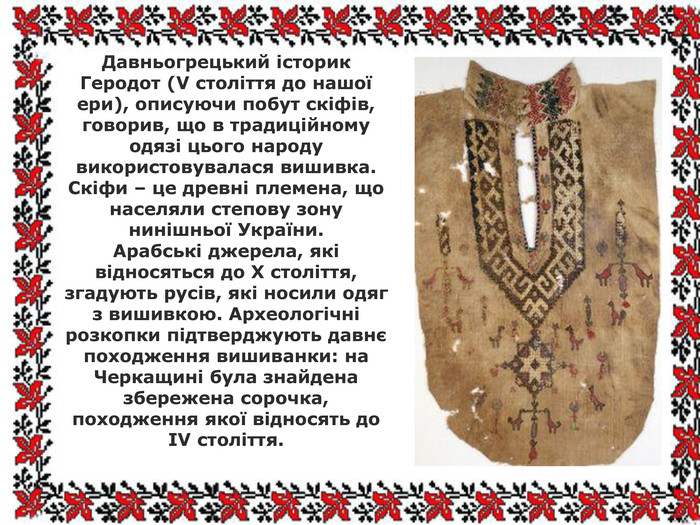 Давньогрецький історик
Геродот (V століття до нашої
ери), описуючи побут скіфів,
говорив, що в традиційному
одязі цього народу
використовувалася вишивка.
Скіфи – це древні племена, що
населяли степову зону
нинішньої України.
Арабські джерела, які
відносяться до X століття,
згадують русів, які носили одяг
з вишивкою. Археологічні
розкопки підтверджують давнє
походження вишиванки: на
Черкащині була знайдена
збережена сорочка,
походження якої відносять до
IV століття.